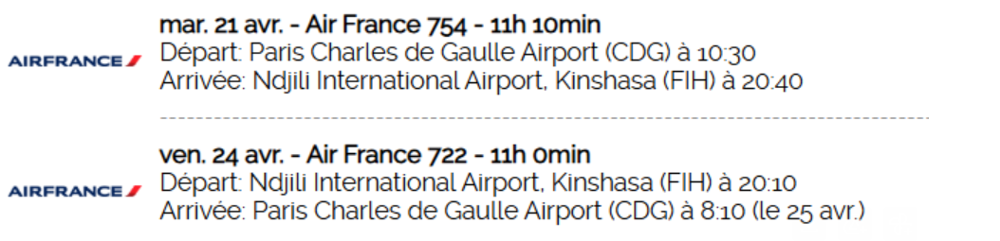 mar. 21 avr. - Air France 754 - 11h 10min
AIRFRANCE
Départ: Paris Charles de Gaulle Airport (CDG) à 10:30
Arrivée: Ndjili International Airport, Kinshasa (FIH) à 20:40
ven. 24 avr. - Air France 722 - 11h 0min
AIRFRANCE
Départ: Ndjili International Airport, Kinshasa (FIH) à 20:10
Arrivée: Paris Charles de Gaulle Airport (CDG) à 8:10 (le 25 avr.)